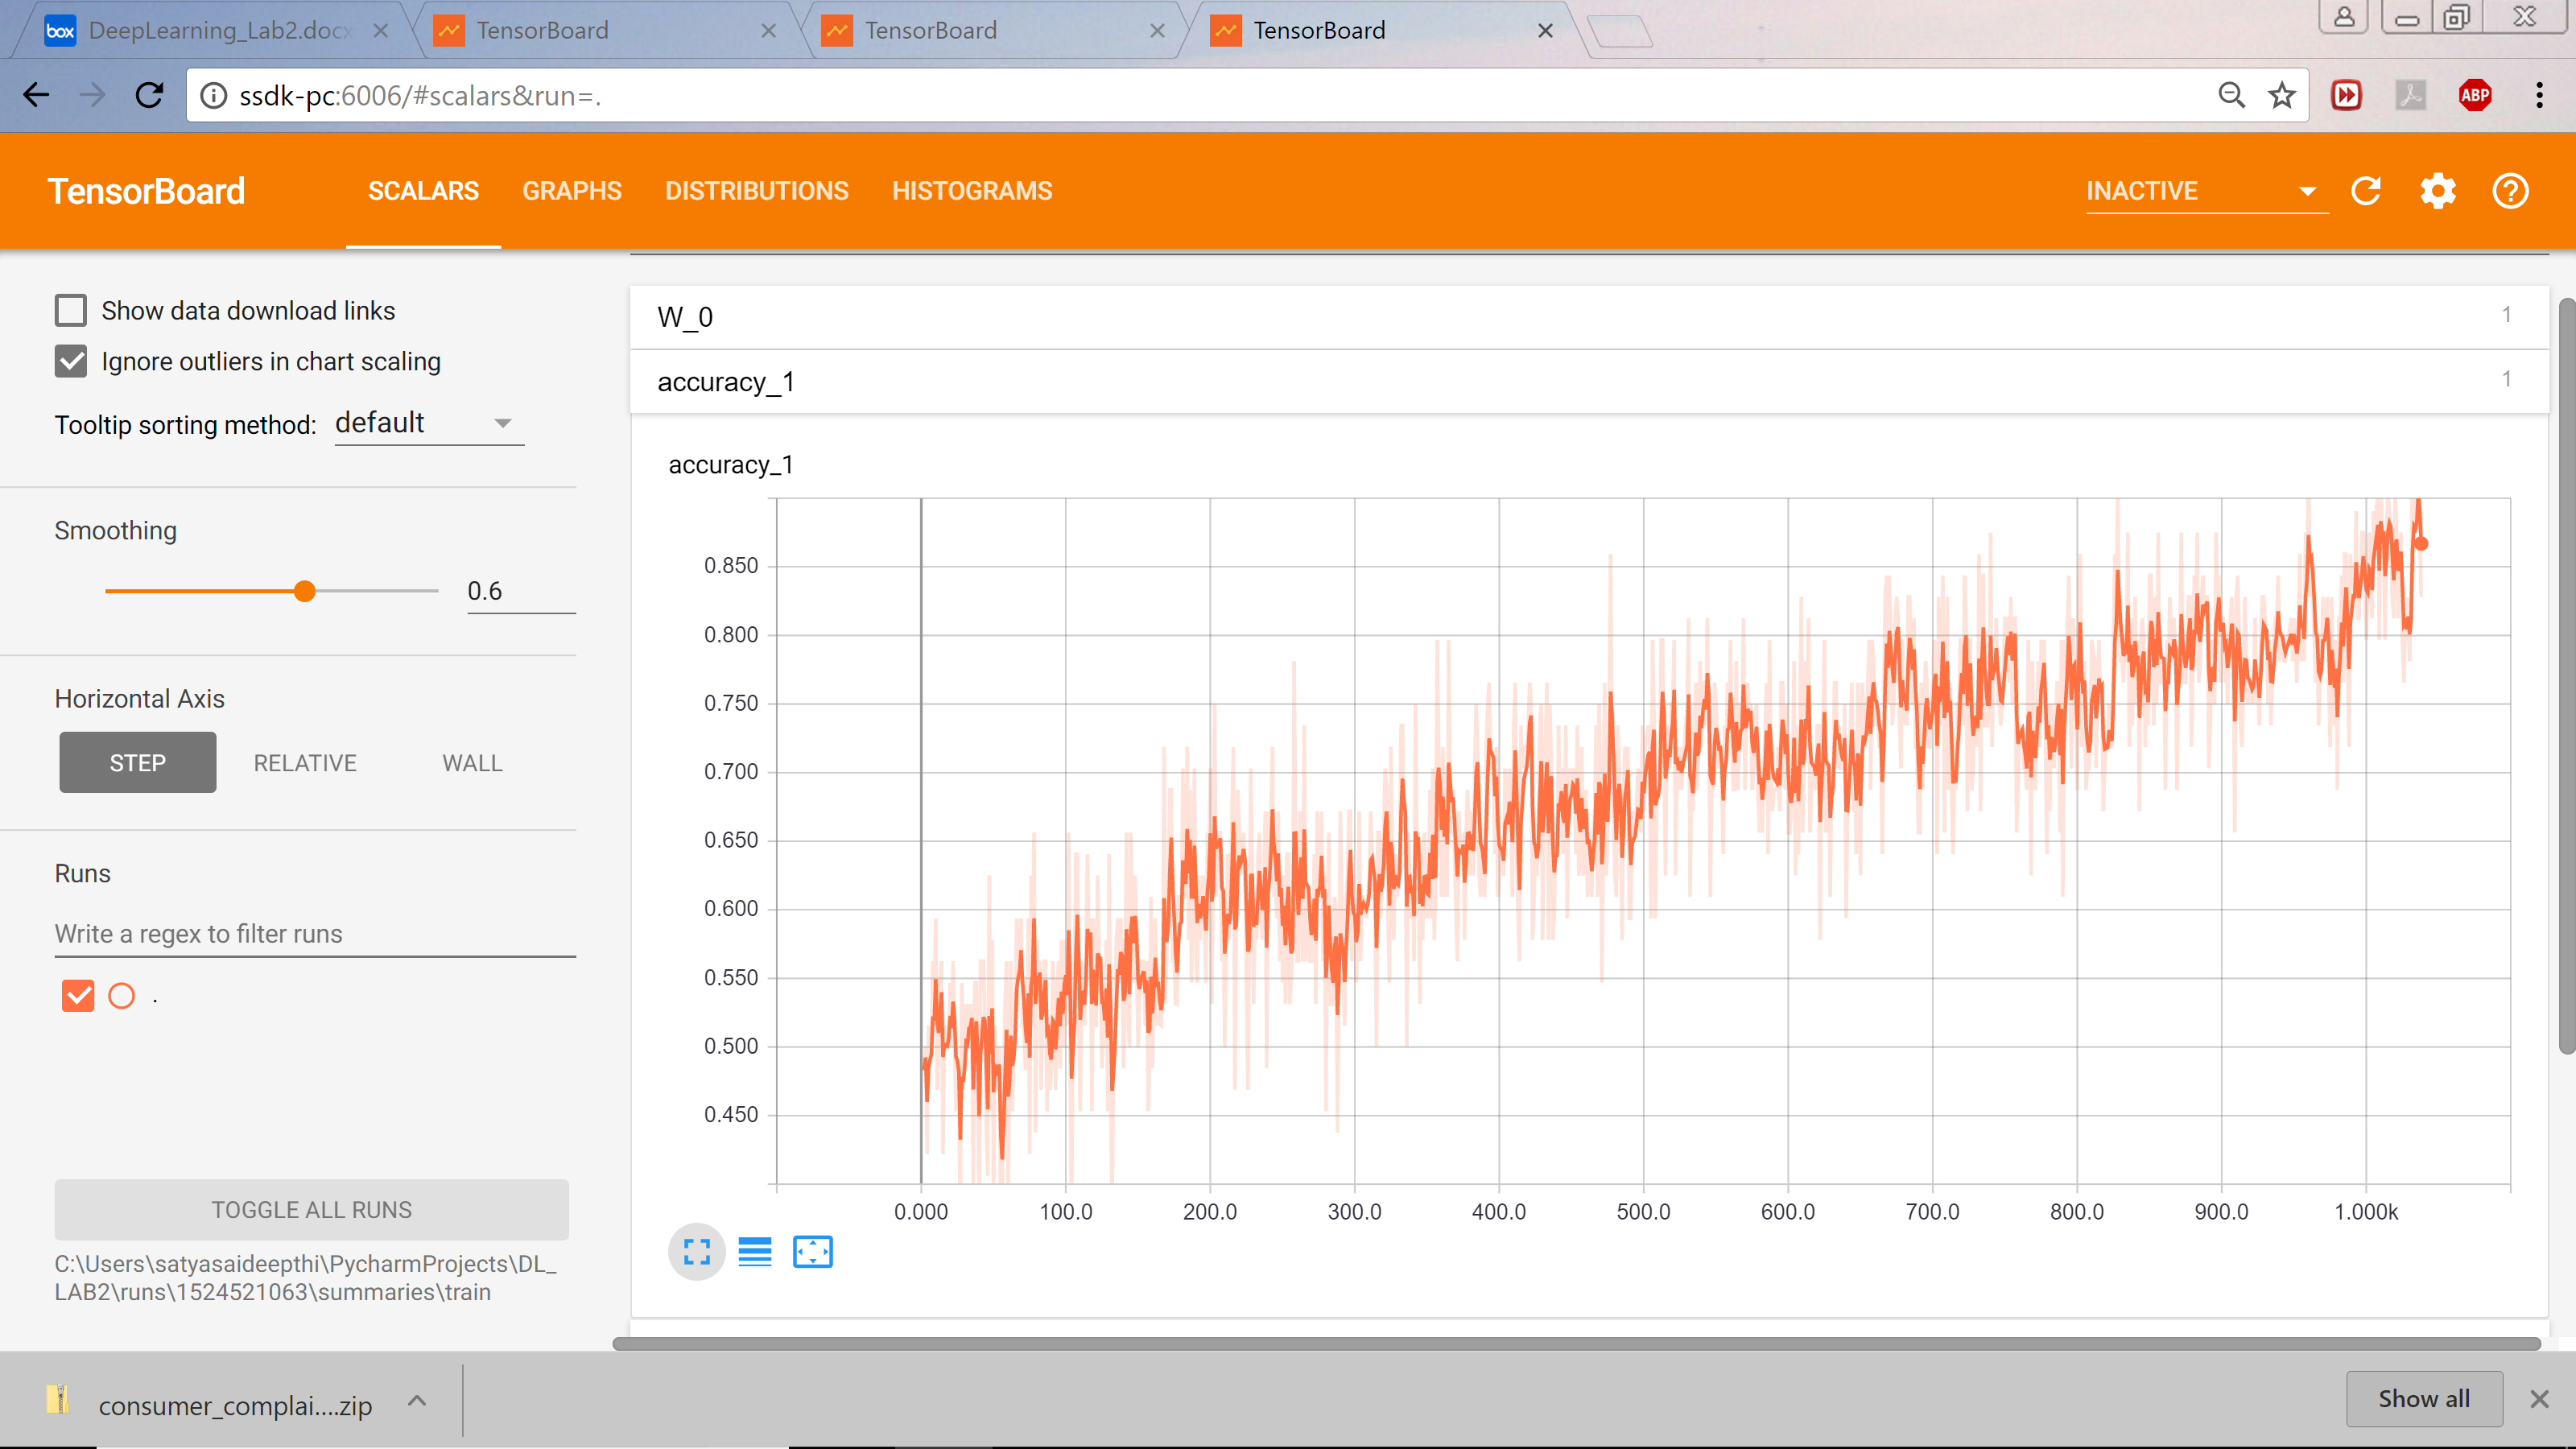 box DeepLearning_Lab2.docx TensorBoard TensorBoard TensorBoard
ssdk-pc:6006/#scalars&run=. ABP
TensorBoard SCALARS GRAPHS DISTRIBUTIONS HISTOGRAMS INACTIVE
Show data download links
Ignore outliers in chart scaling
Tooltip sorting method: default
Smoothing
0.6
Horizontal Axis
STEP RELATIVE WALL
Runs
Write a regex to filter runs
.
TOGGLE ALL RUNS
C:\Users\satyasaideepthi\PycharmProjects\DL_
LAB2\runs\1524521063\summaries\train
W_0 1
accuracy_1 1
accuracy_1
0.850
0.800
0.750
0.700
0.650
0.600
0.550
0.500
0.450
0.000 100.0 200.0 300.0 400.0 500.0 600.0 700.0 800.0 900.0 1.000k
consumer_complai....zip Show all